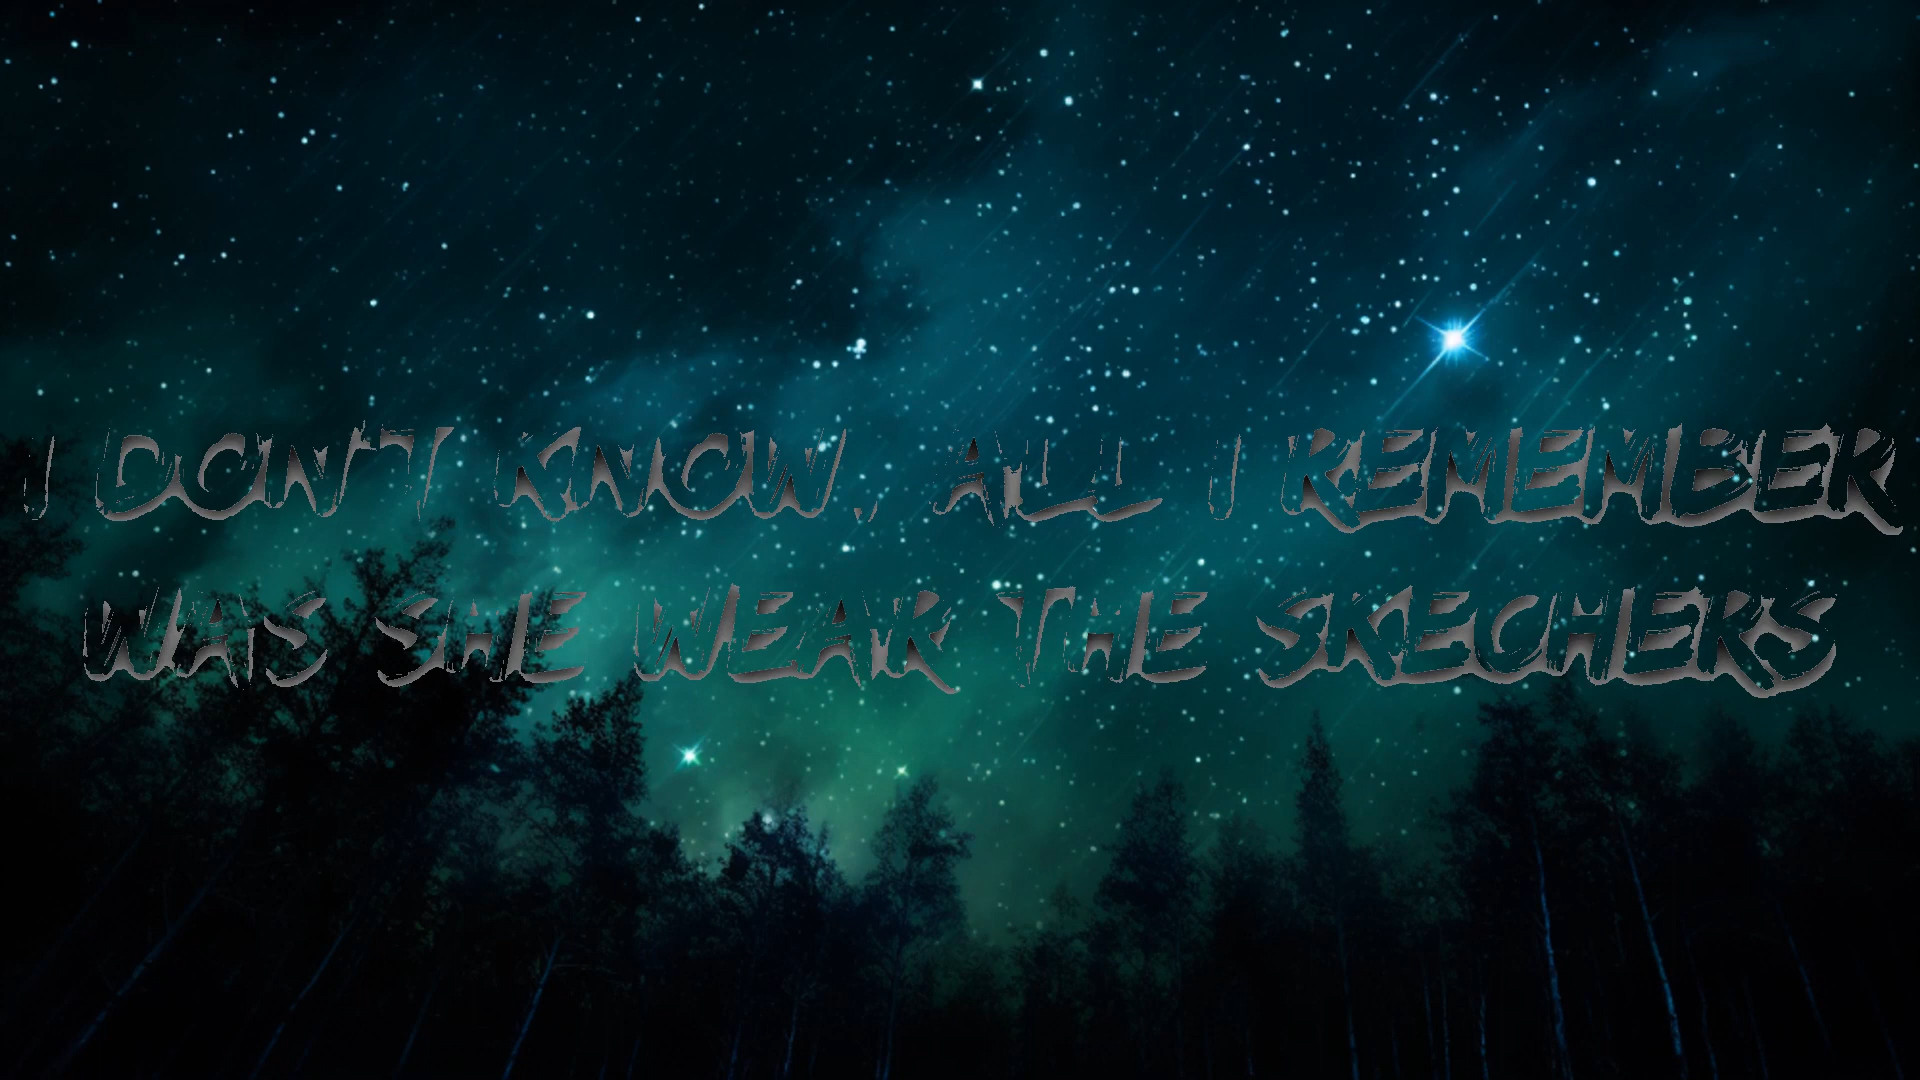 I DON'T KNOW, ALL I REMEMBER
WAS SHE WEAR THE SKECHERS